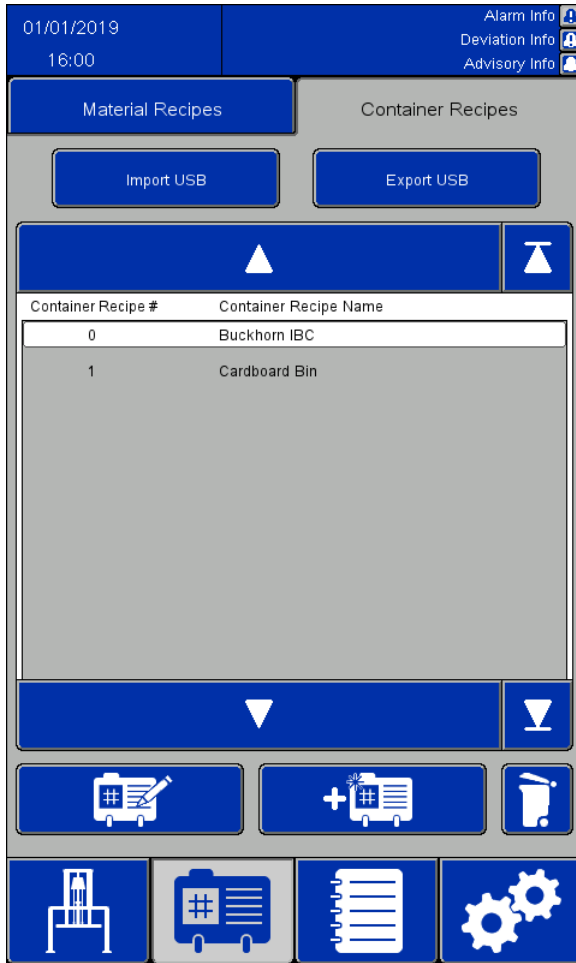 01/01/2019
16:00
Alarm Info
Deviation Info
Advisory Info
Material Recipes
Container Recipes
Import USB
Export USB
Container Recipe # Container Recipe Name
0 Buckhorn IBC
1 Cardboard Bin
#
+ #
#